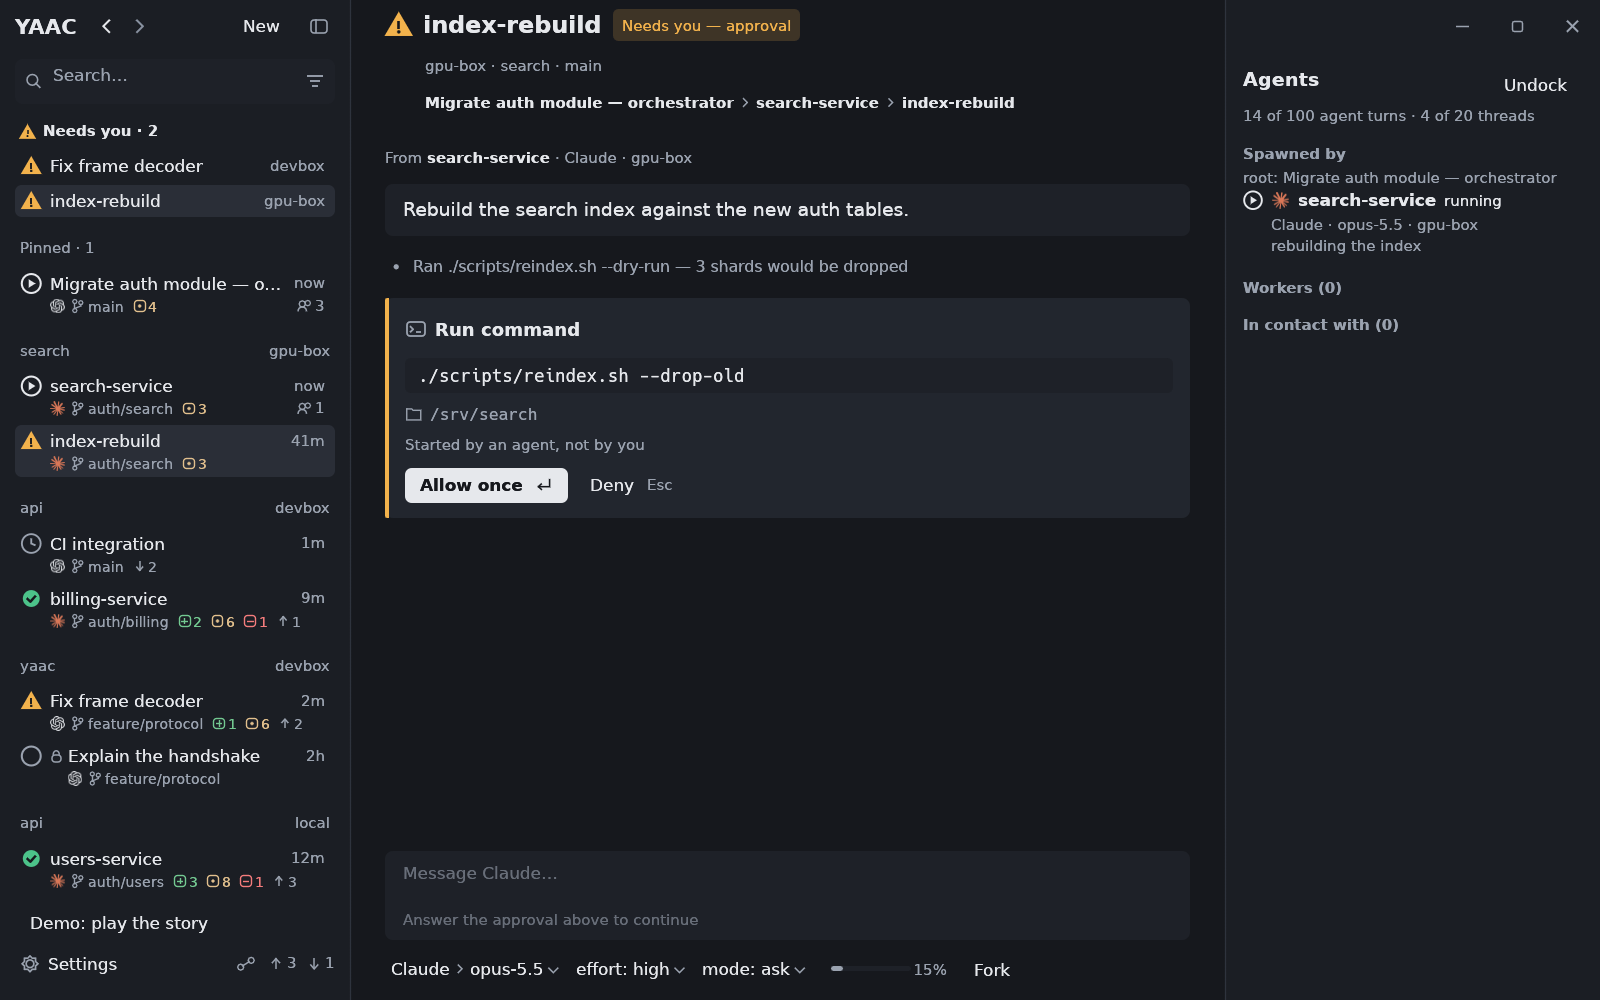 YAAC
New
Search…
Needs you · 2
Fix frame decoder devbox
index-rebuild gpu-box
Pinned · 1
Migrate auth module — o… now
main 4 3
search gpu-box
search-service now
auth/search 3 1
index-rebuild 41m
auth/search 3
api devbox
CI integration 1m
main 2
billing-service 9m
auth/billing 2 6 1 1
yaac devbox
Fix frame decoder 2m
feature/protocol 1 6 2
Explain the handshake 2h
feature/protocol
api local
users-service 12m
auth/users 3 8 1 3
Demo: play the story
Settings 3 1
index-rebuild Needs you — approval
gpu-box · search · main
Migrate auth module — orchestrator > search-service > index-rebuild
From search-service · Claude · gpu-box
Rebuild the search index against the new auth tables.
• Ran ./scripts/reindex.sh --dry-run — 3 shards would be dropped
Run command
./scripts/reindex.sh --drop-old
/srv/search
Started by an agent, not by you
Allow once Deny Esc
Message Claude…
Answer the approval above to continue
Claude > opus-5.5 effort: high mode: ask 15% Fork
Agents Undock
14 of 100 agent turns · 4 of 20 threads
Spawned by
root: Migrate auth module — orchestrator
search-service running
Claude · opus-5.5 · gpu-box
rebuilding the index
Workers (0)
In contact with (0)